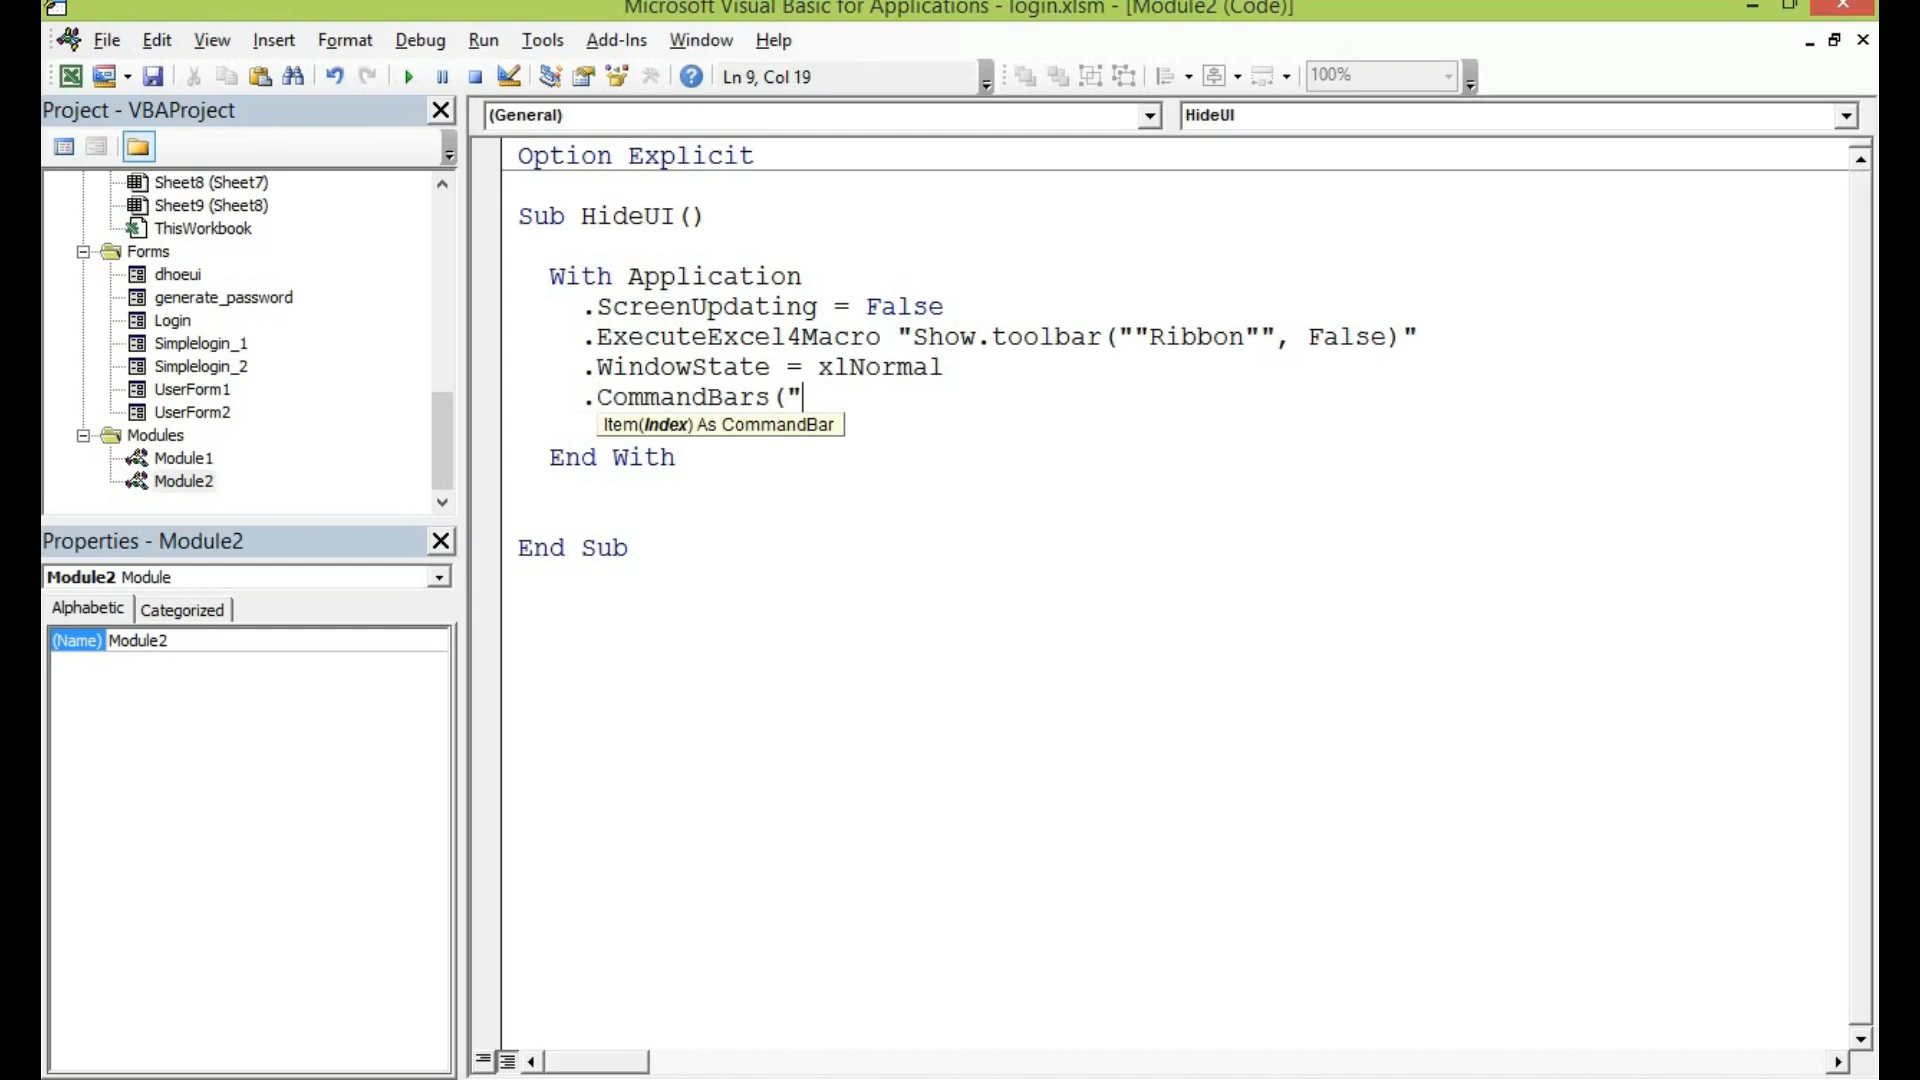 Microsoft Visual Basic for Applications - login.xlsm - [Module2 (Code)]
File Edit View Insert Format Debug Run Tools Add-Ins Window Help
Ln 9, Col 19
100%
Project - VBAProject
(General)
HideUI
Sheet8 (Sheet7)
Sheet9 (Sheet8)
ThisWorkbook
Forms
dhoeui
generate_password
Login
Simplelogin_1
Simplelogin_2
UserForm1
UserForm2
Modules
Module1
Module2
Properties - Module2
Module2 Module
Alphabetic Categorized
(Name) Module2
Option Explicit
Sub HideUI()
With Application
.ScreenUpdating = False
.ExecuteExcel4Macro "Show.toolbar(""Ribbon"", False)"
.WindowState = xlNormal
.CommandBars("
Item(Index) As CommandBar
End With
End Sub